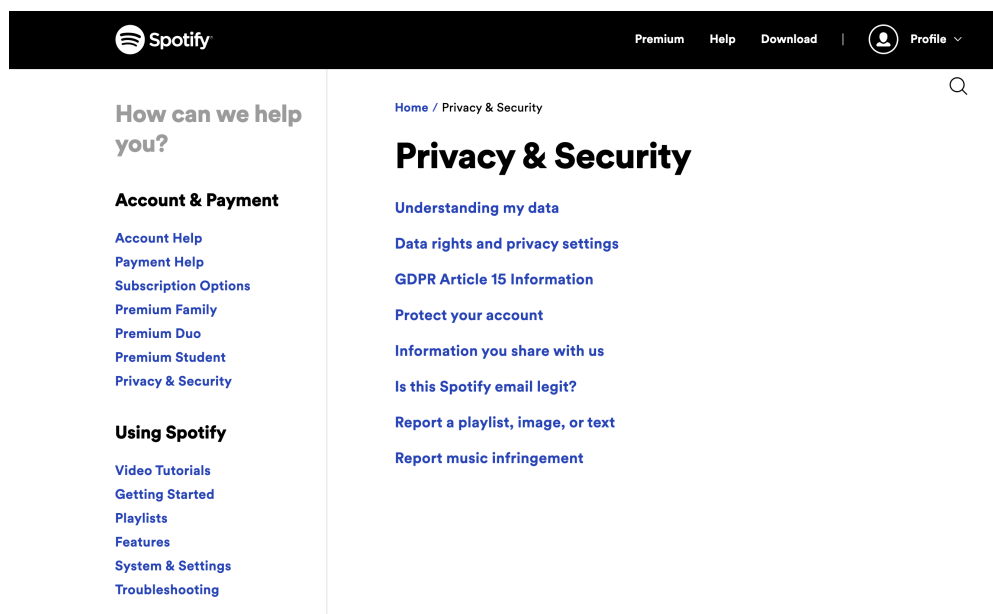 Spotify
Premium
Help
Download
|
Profile
How can we help
you?
Account & Payment
Account Help
Payment Help
Subscription Options
Premium Family
Premium Duo
Premium Student
Privacy & Security
Using Spotify
Video Tutorials
Getting Started
Playlists
Features
System & Settings
Troubleshooting
Home / Privacy & Security
Privacy & Security
Understanding my data
Data rights and privacy settings
GDPR Article 15 Information
Protect your account
Information you share with us
Is this Spotify email legit?
Report a playlist, image, or text
Report music infringement